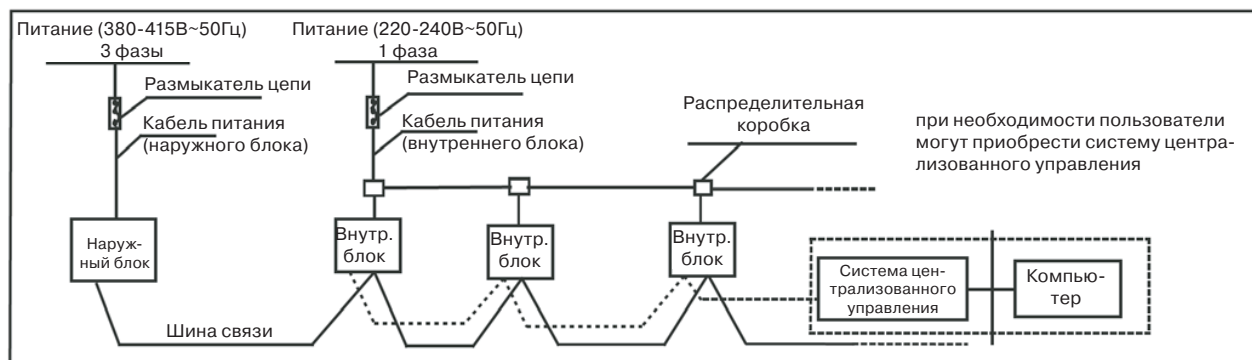 Питание (380-415В~50Гц)
3 фазы
Размыкатель цепи
Кабель питания
(наружного блока)
Питание (220-240В~50Гц)
1 фаза
Размыкатель цепи
Кабель питания
(внутреннего блока)
Распределительная
коробка
при необходимости пользователи
могут приобрести систему центра-
лизованного управления
Наруж-
ный блок
Внутр.
блок
Внутр.
блок
Внутр.
блок
Система цен-
трализованного
управления
Компью-
тер
Шина связи